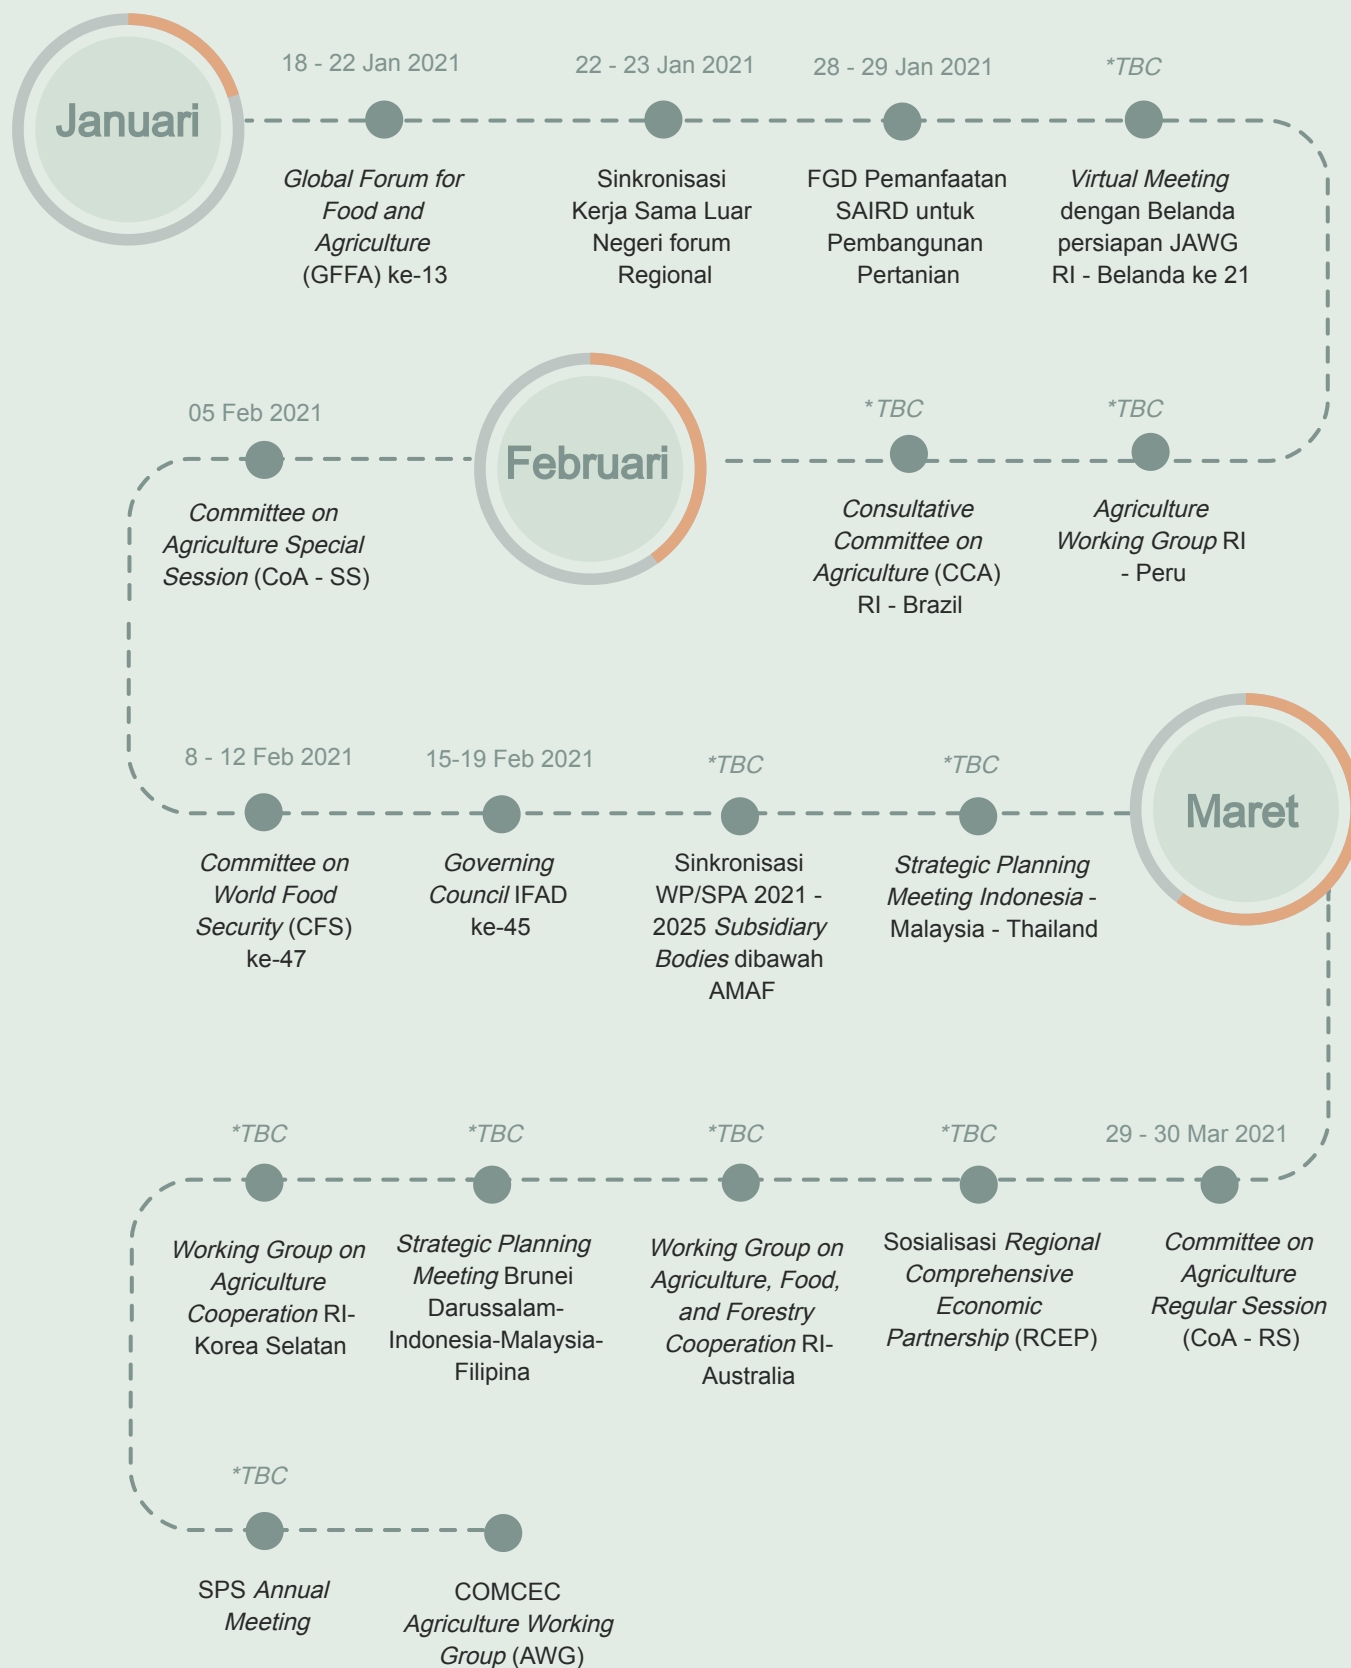 Januari
18 - 22 Jan 2021
Global Forum for
Food and
Agriculture
(GFFA) ke-13
22 - 23 Jan 2021
Sinkronisasi
Kerja Sama Luar
Negeri forum
Regional
28 - 29 Jan 2021
FGD Pemanfaatan
SAIRD untuk
Pembangunan
Pertanian
*TBC
Virtual Meeting
dengan Belanda
persiapan JAWG
RI - Belanda ke 21
*TBC
Agriculture
Working Group RI
- Peru
* TBC
Consultative
Committee on
Agriculture (CCA)
RI - Brazil
Februari
05 Feb 2021
Committee on
Agriculture Special
Session (CoA - SS)
8 - 12 Feb 2021
Committee on
World Food
Security (CFS)
ke-47
15-19 Feb 2021
Governing
Council IFAD
ke-45
*TBC
Sinkronisasi
WP/SPA 2021 -
2025 Subsidiary
Bodies dibawah
AMAF
*TBC
Strategic Planning
Meeting Indonesia -
Malaysia - Thailand
Maret
29 - 30 Mar 2021
Committee on
Agriculture
Regular Session
(CoA - RS)
*TBC
Sosialisasi Regional
Comprehensive
Economic
Partnership (RCEP)
*TBC
Working Group on
Agriculture, Food,
and Forestry
Cooperation RI-
Australia
*TBC
Strategic Planning
Meeting Brunei
Darussalam-
Indonesia-Malaysia-
Filipina
*TBC
Working Group on
Agriculture
Cooperation RI-
Korea Selatan
*TBC
SPS Annual
Meeting
COMCEC
Agriculture Working
Group (AWG)